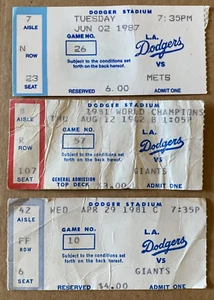 DODGER STADIUM
7 TUESDAY 7:35PM
AISLE JUN 02 1987
N GAME NO. L.A.
ROW 26 Dodgers
23 Subject to the conditions set VS
SEAT forth on the back hereof. METS
RESERVED 6.00 ADMIT ONE
DODGER STADIUM
1981 WORLD CHAMPIONS
THU AUG 12 1982 1:05P
R GAME NO. L.A.
ROW 57 Dodgers
107 Subject to the conditions set VS
SEAT forth on the back hereof. GIANTS
GENERAL ADMISSION
TOP DECK ADMIT ONE
DODGER STADIUM
42 WED APR 29 1981 C 7:35P
AISLE
FF GAME NO. L.A.
ROW 10 Dodgers
6 Subject to the conditions set VS
SEAT forth on the back hereof. GIANTS
RESERVED ADMIT ONE